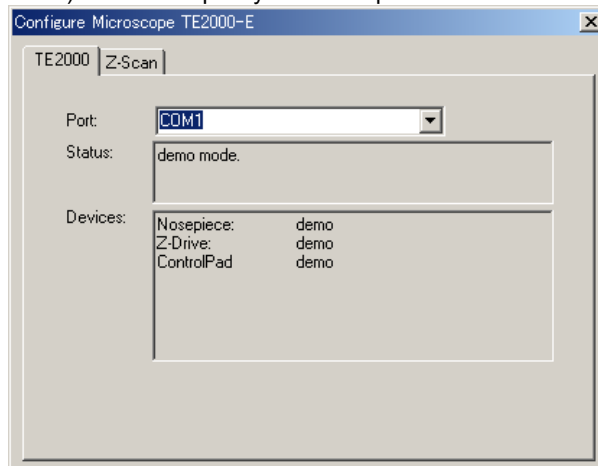 Configure Microscope TE2000-E
TE2000 Z-Scan
Port: COM1
Status: demo mode.
Devices: Nosepiece: demo
Z-Drive: demo
ControlPad demo